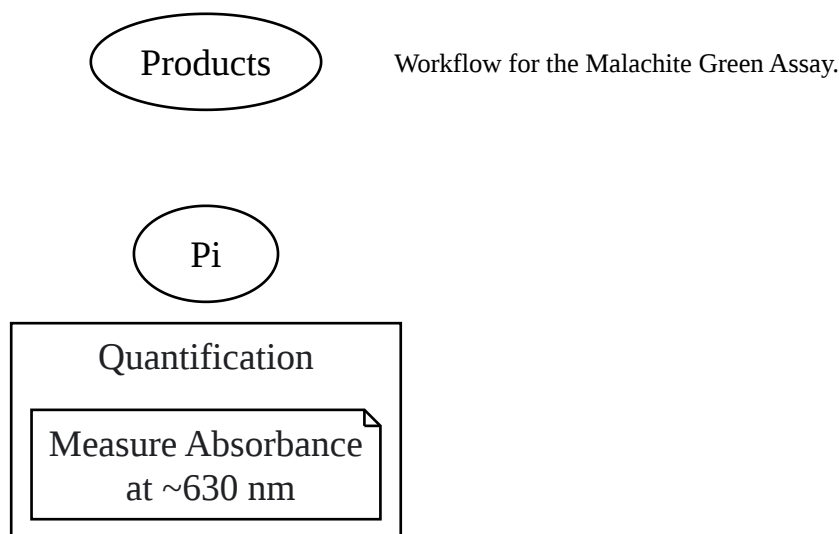 Products
Workflow for the Malachite Green Assay.
Pi
Quantification
Measure Absorbance
at ~630 nm